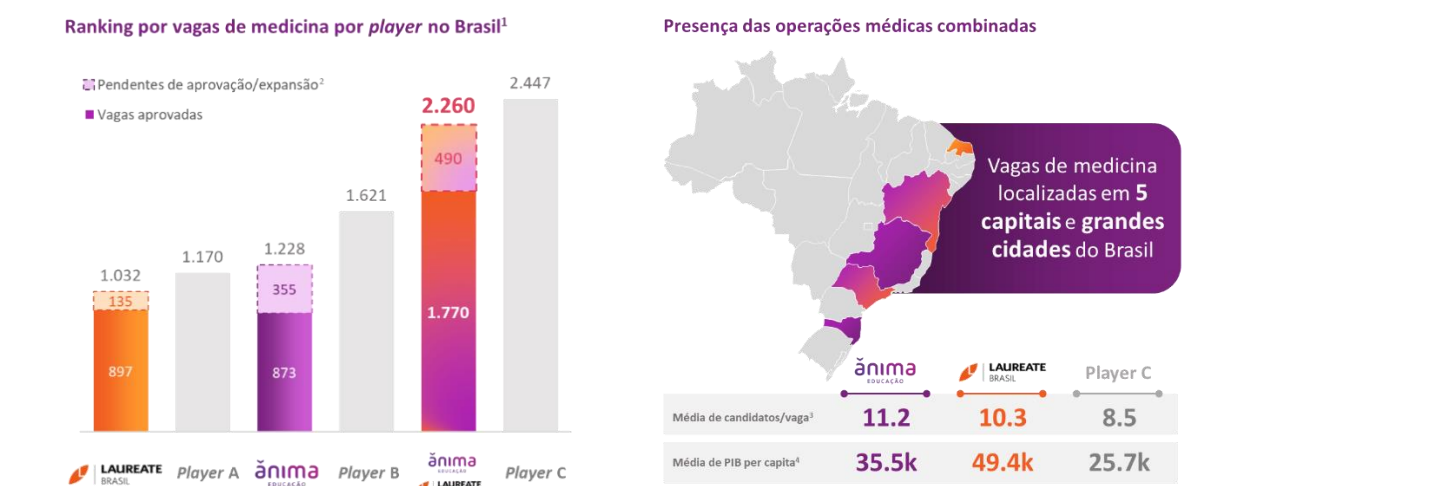 Ranking por vagas de medicina por player no Brasil¹
Pendentes de aprovação/expansão²
Vagas aprovadas
1.032
135
897
1.170
1.228
355
873
1.621
2.260
490
1.770
2.447
LAUREATE
BRASIL
Player A
ănıma
EDUCAÇÃO
Player B
ănıma
EDUCAÇÃO
LAUREATE
Player C
Presença das operações médicas combinadas
Vagas de medicina
localizadas em 5
capitais e grandes
cidades do Brasil
ănıma
EDUCAÇÃO
LAUREATE
BRASIL
Player C
Média de candidatos/vaga³
11.2
10.3
8.5
Média de PIB per capita⁴
35.5k
49.4k
25.7k